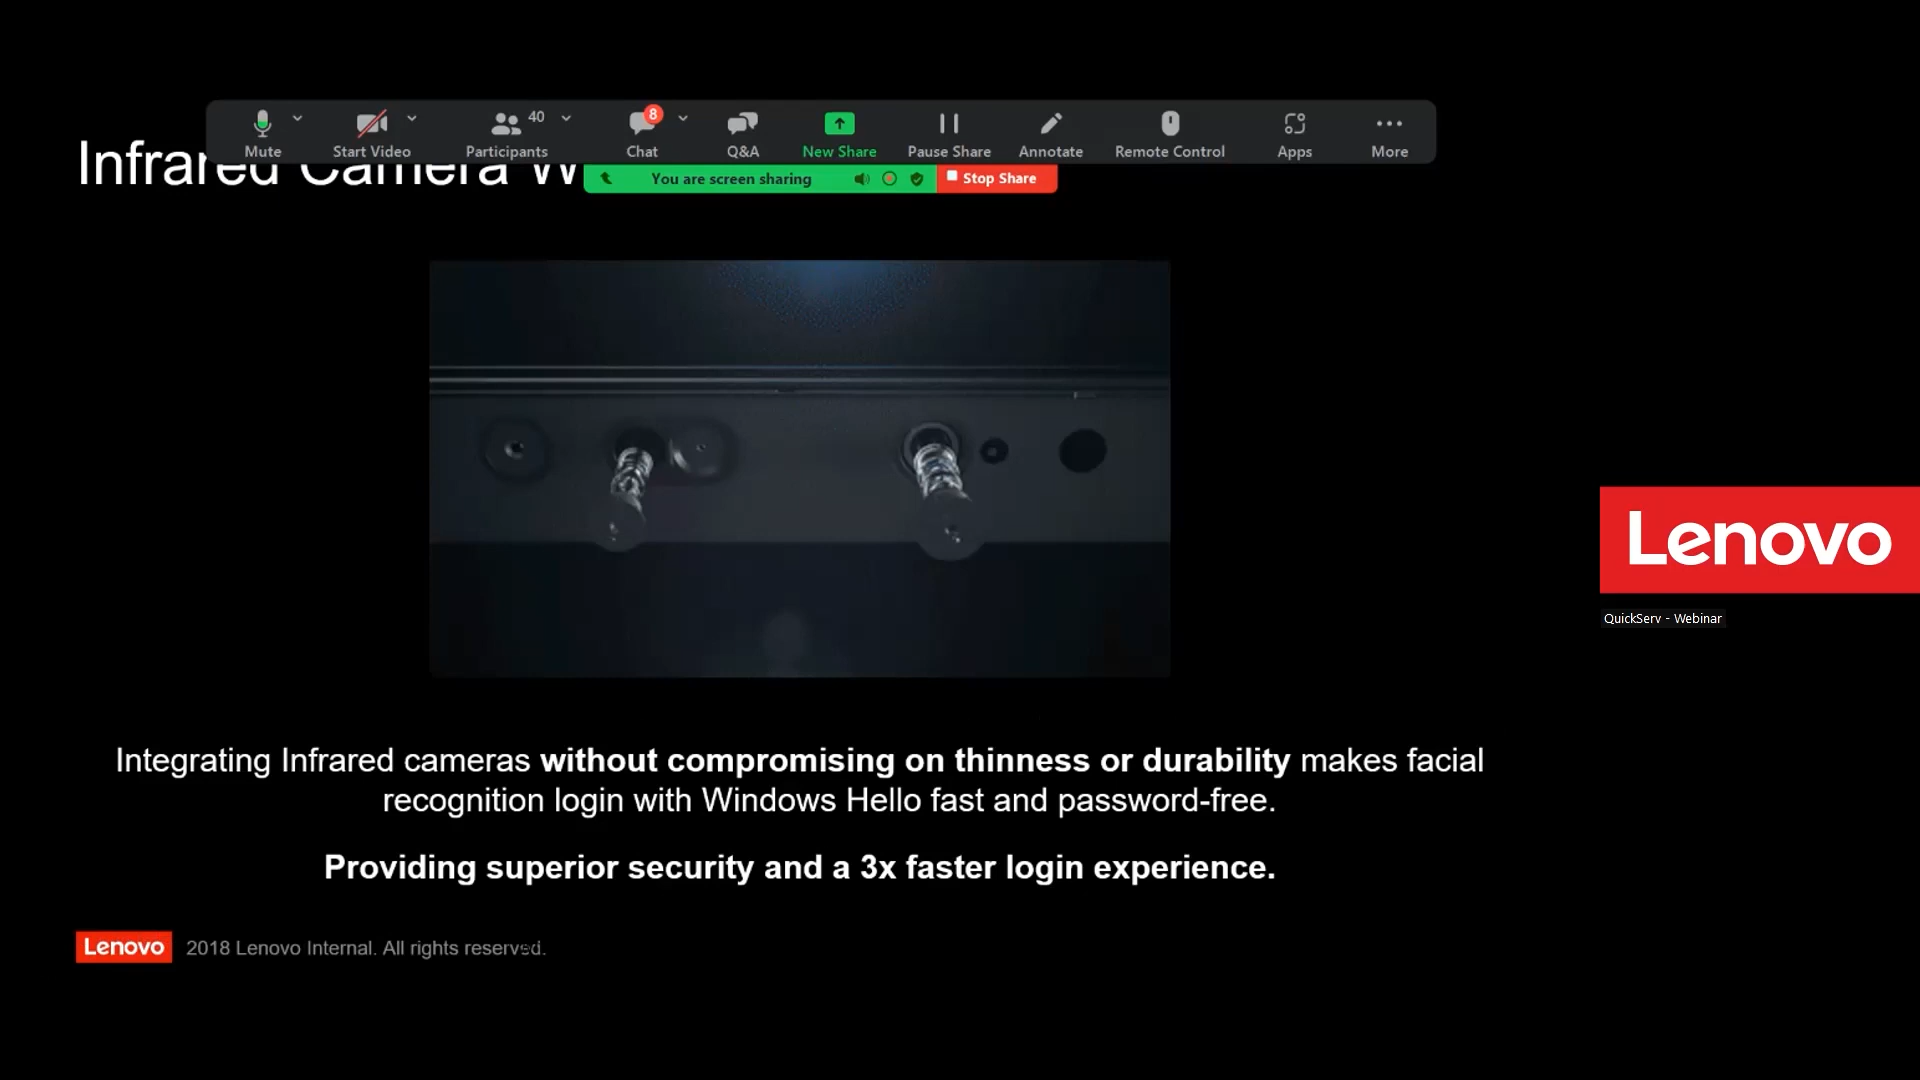 40
8
Mute
Start Video
Participants
Chat
Q&A
New Share
Pause Share
Annotate
Remote Control
Apps
More
Infrared Camera W
You are screen sharing
Stop Share
Lenovo
QuickServ - Webinar
Integrating Infrared cameras without compromising on thinness or durability makes facial
recognition login with Windows Hello fast and password-free.
Providing superior security and a 3x faster login experience.
Lenovo 2018 Lenovo Internal. All rights reserved.